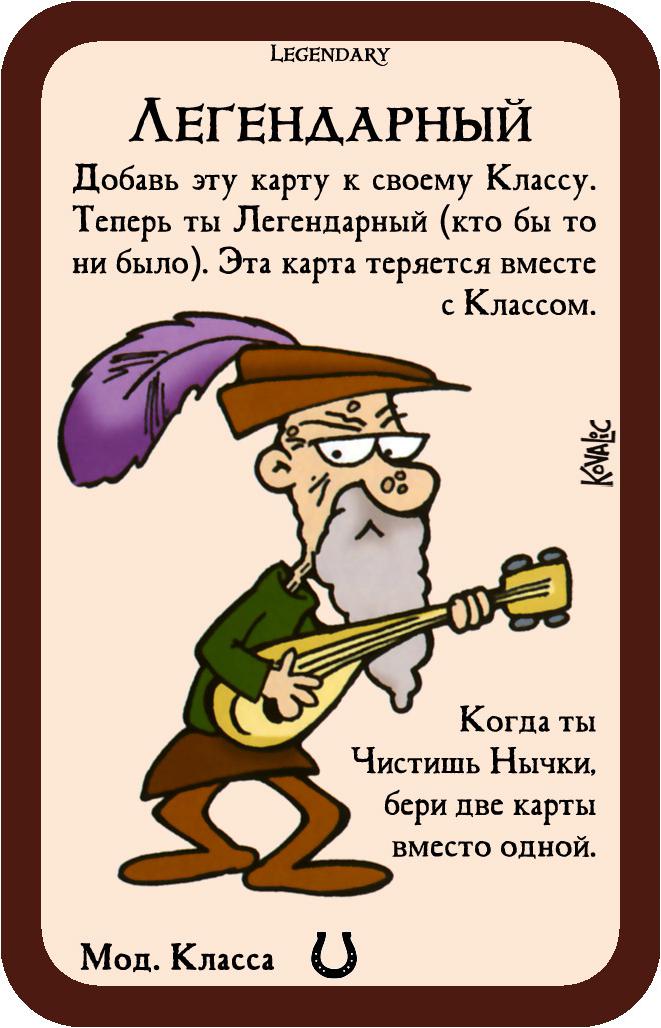 Legendary
Легендарный
Добавь эту карту к своему Классу.
Теперь ты Легендарный (кто бы то
ни было). Эта карта теряется вместе
с Классом.
Kovalic
Когда ты
Чистишь Нычки,
бери две карты
вместо одной.
Мод. Класса